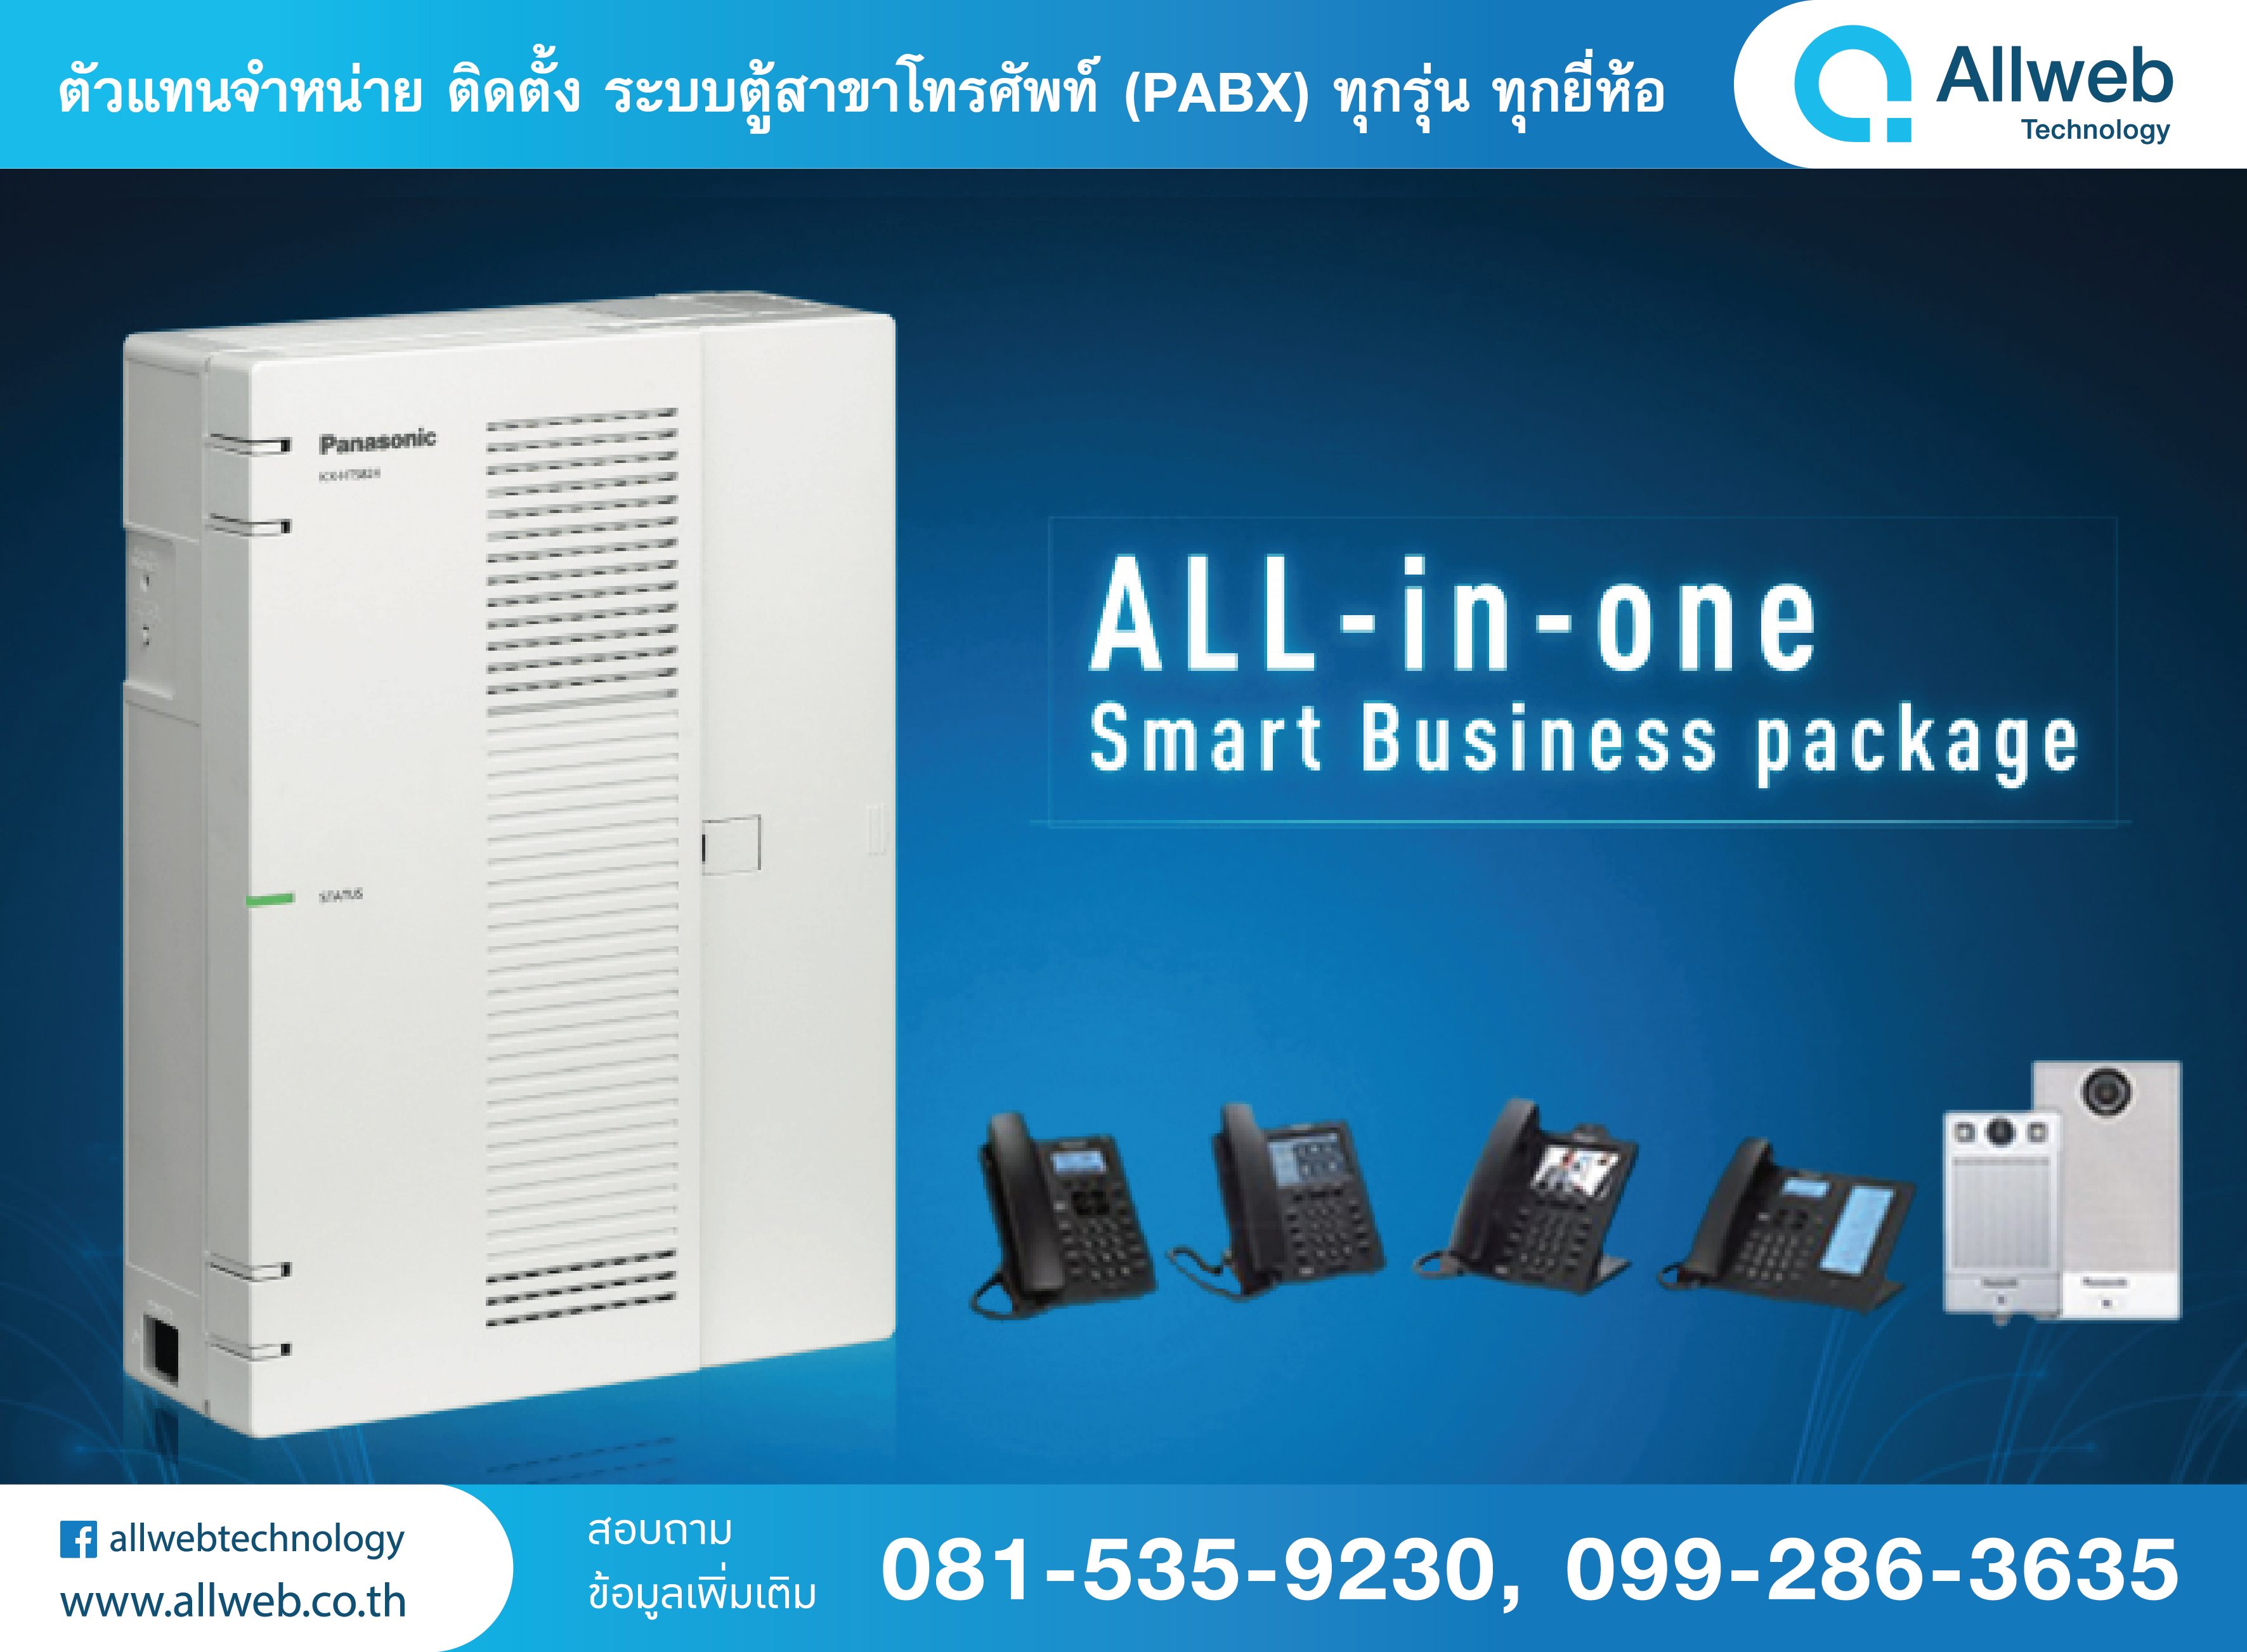 ตัวแทนจำหน่าย ติดตั้ง ระบบตู้สาขาโทรศัพท์ (PABX) ทุกรุ่น ทุกยี่ห้อ
Allweb
Technology
Panasonic
STATUS
ALL-in-one
Smart Business package
allwebtechnology
www.allweb.co.th
สอบถาม
ข้อมูลเพิ่มเติม
081-535-9230, 099-286-3635